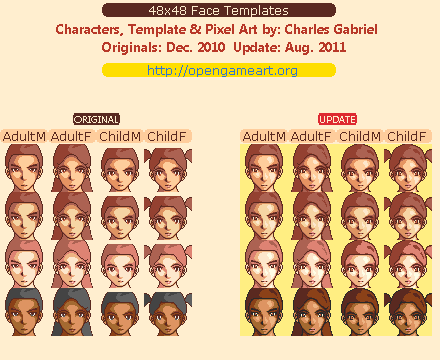 48x48 Face Templates
Characters, Template & Pixel Art by: Charles Gabriel
Originals: Dec. 2010 Update: Aug. 2011
http://opengameart.org
ORIGINAL
AdultM AdultF ChildM ChildF
UPDATE
AdultM AdultF ChildM ChildF